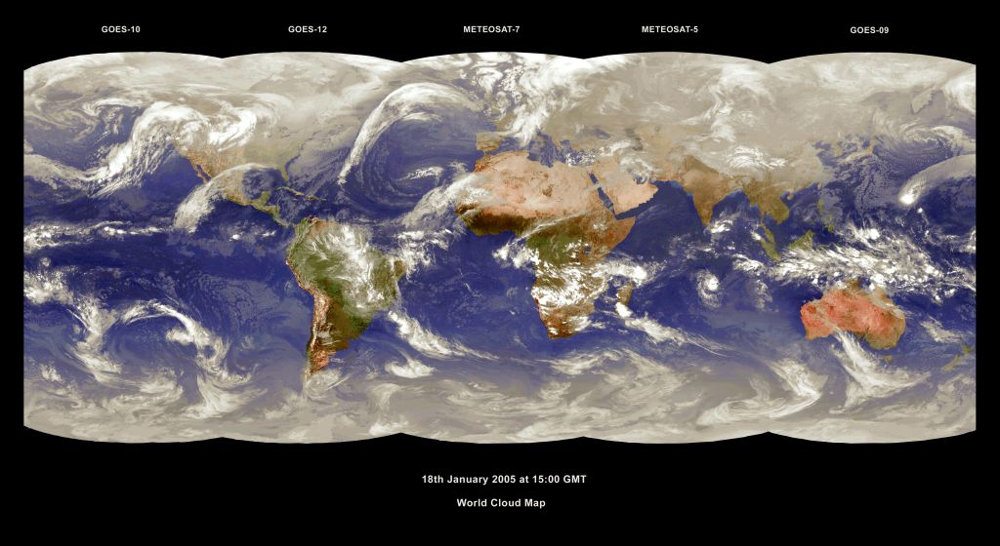 GOES-10 GOES-12 METEOSAT-7 METEOSAT-5 GOES-09
18th January 2005 at 15:00 GMT
World Cloud Map